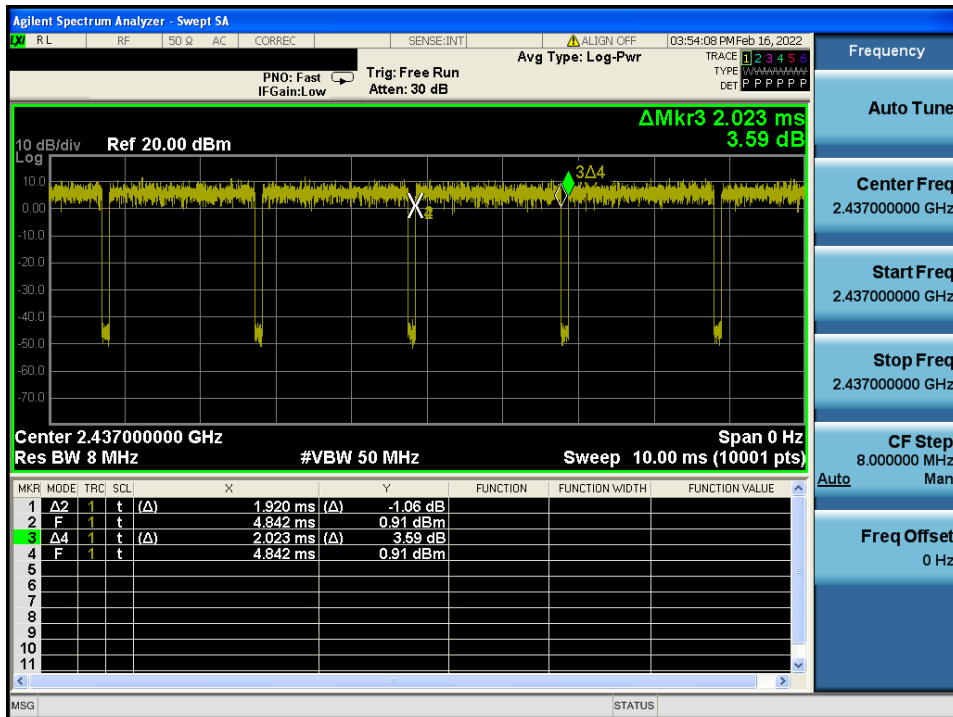 Agilent Spectrum Analyzer - Swept SA
LXI RL RF 50 Ω AC CORREC SENSE:INT ALIGN OFF 03:54:08 PM Feb 16, 2022
PNO: Fast
IFGain:Low
Trig: Free Run
Atten: 30 dB
Avg Type: Log-Pwr
TRACE 1 2 3 4 5 6
TYPE WWWWWW
DET P P P P P P
ΔMkr3 2.023 ms
3.59 dB
10 dB/div Ref 20.00 dBm
Log
10.0
0.00
-10.0
-20.0
-30.0
-40.0
-50.0
-60.0
-70.0
3Δ4
Center 2.437000000 GHz Span 0 Hz
Res BW 8 MHz #VBW 50 MHz Sweep 10.00 ms (10001 pts)
MKR MODE TRC SCL X Y FUNCTION FUNCTION WIDTH FUNCTION VALUE
1 Δ2 1 t (Δ) 1.920 ms (Δ) -1.06 dB
2 F 1 t 4.842 ms 0.91 dBm
3 Δ4 1 t (Δ) 2.023 ms (Δ) 3.59 dB
4 F 1 t 4.842 ms 0.91 dBm
5
6
7
8
9
10
11
MSG STATUS
Frequency
Auto Tune
Center Freq
2.437000000 GHz
Start Freq
2.437000000 GHz
Stop Freq
2.437000000 GHz
CF Step
8.000000 MHz
Auto Man
Freq Offset
0 Hz